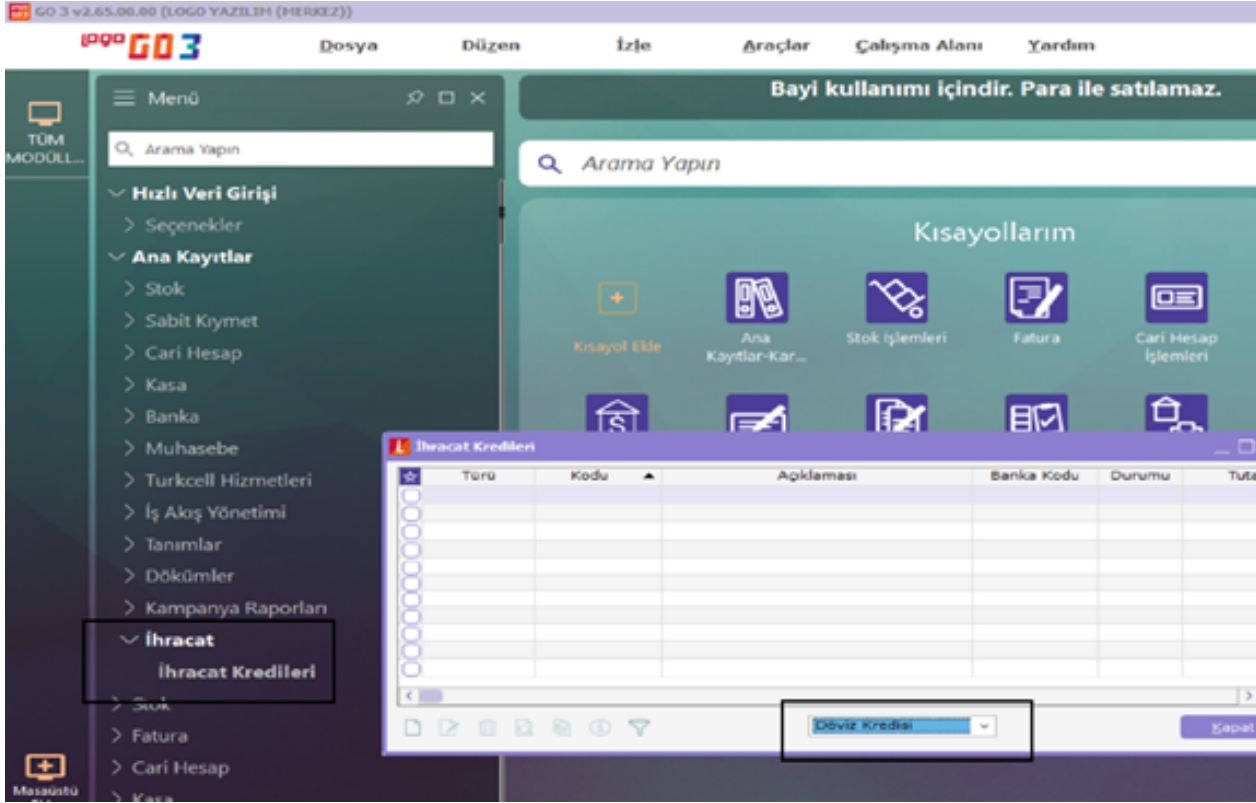 GO 3 v2.65.00.00 (LOGO YAZILIM (MERKEZ))
LOGO GO 3
Dosya
Düzen
İzle
Araçlar
Çalışma Alanı
Yardım
TÜM
MODÜLL...
Menü
Arama Yapın
Hızlı Veri Girişi
Seçenekler
Ana Kayıtlar
Stok
Sabit Kıymet
Cari Hesap
Kasa
Banka
Muhasebe
Turkcell Hizmetleri
İş Akış Yönetimi
Tanımlar
Dökümler
Kampanya Raporları
İhracat
İhracat Kredileri
Stok
Fatura
Cari Hesap
Kasa
Masaüstü
Bayi kullanımı içindir. Para ile satılamaz.
Arama Yapın
Kısayollarım
Kısayol Ekle
Ana
Kayıtlar-Kar...
Stok İşlemleri
Fatura
Cari Hesap
İşlemleri
İhracat Kredileri
Türü
Kodu
Açıklaması
Banka Kodu
Durumu
Tuta
Döviz Kredisi
Kapat